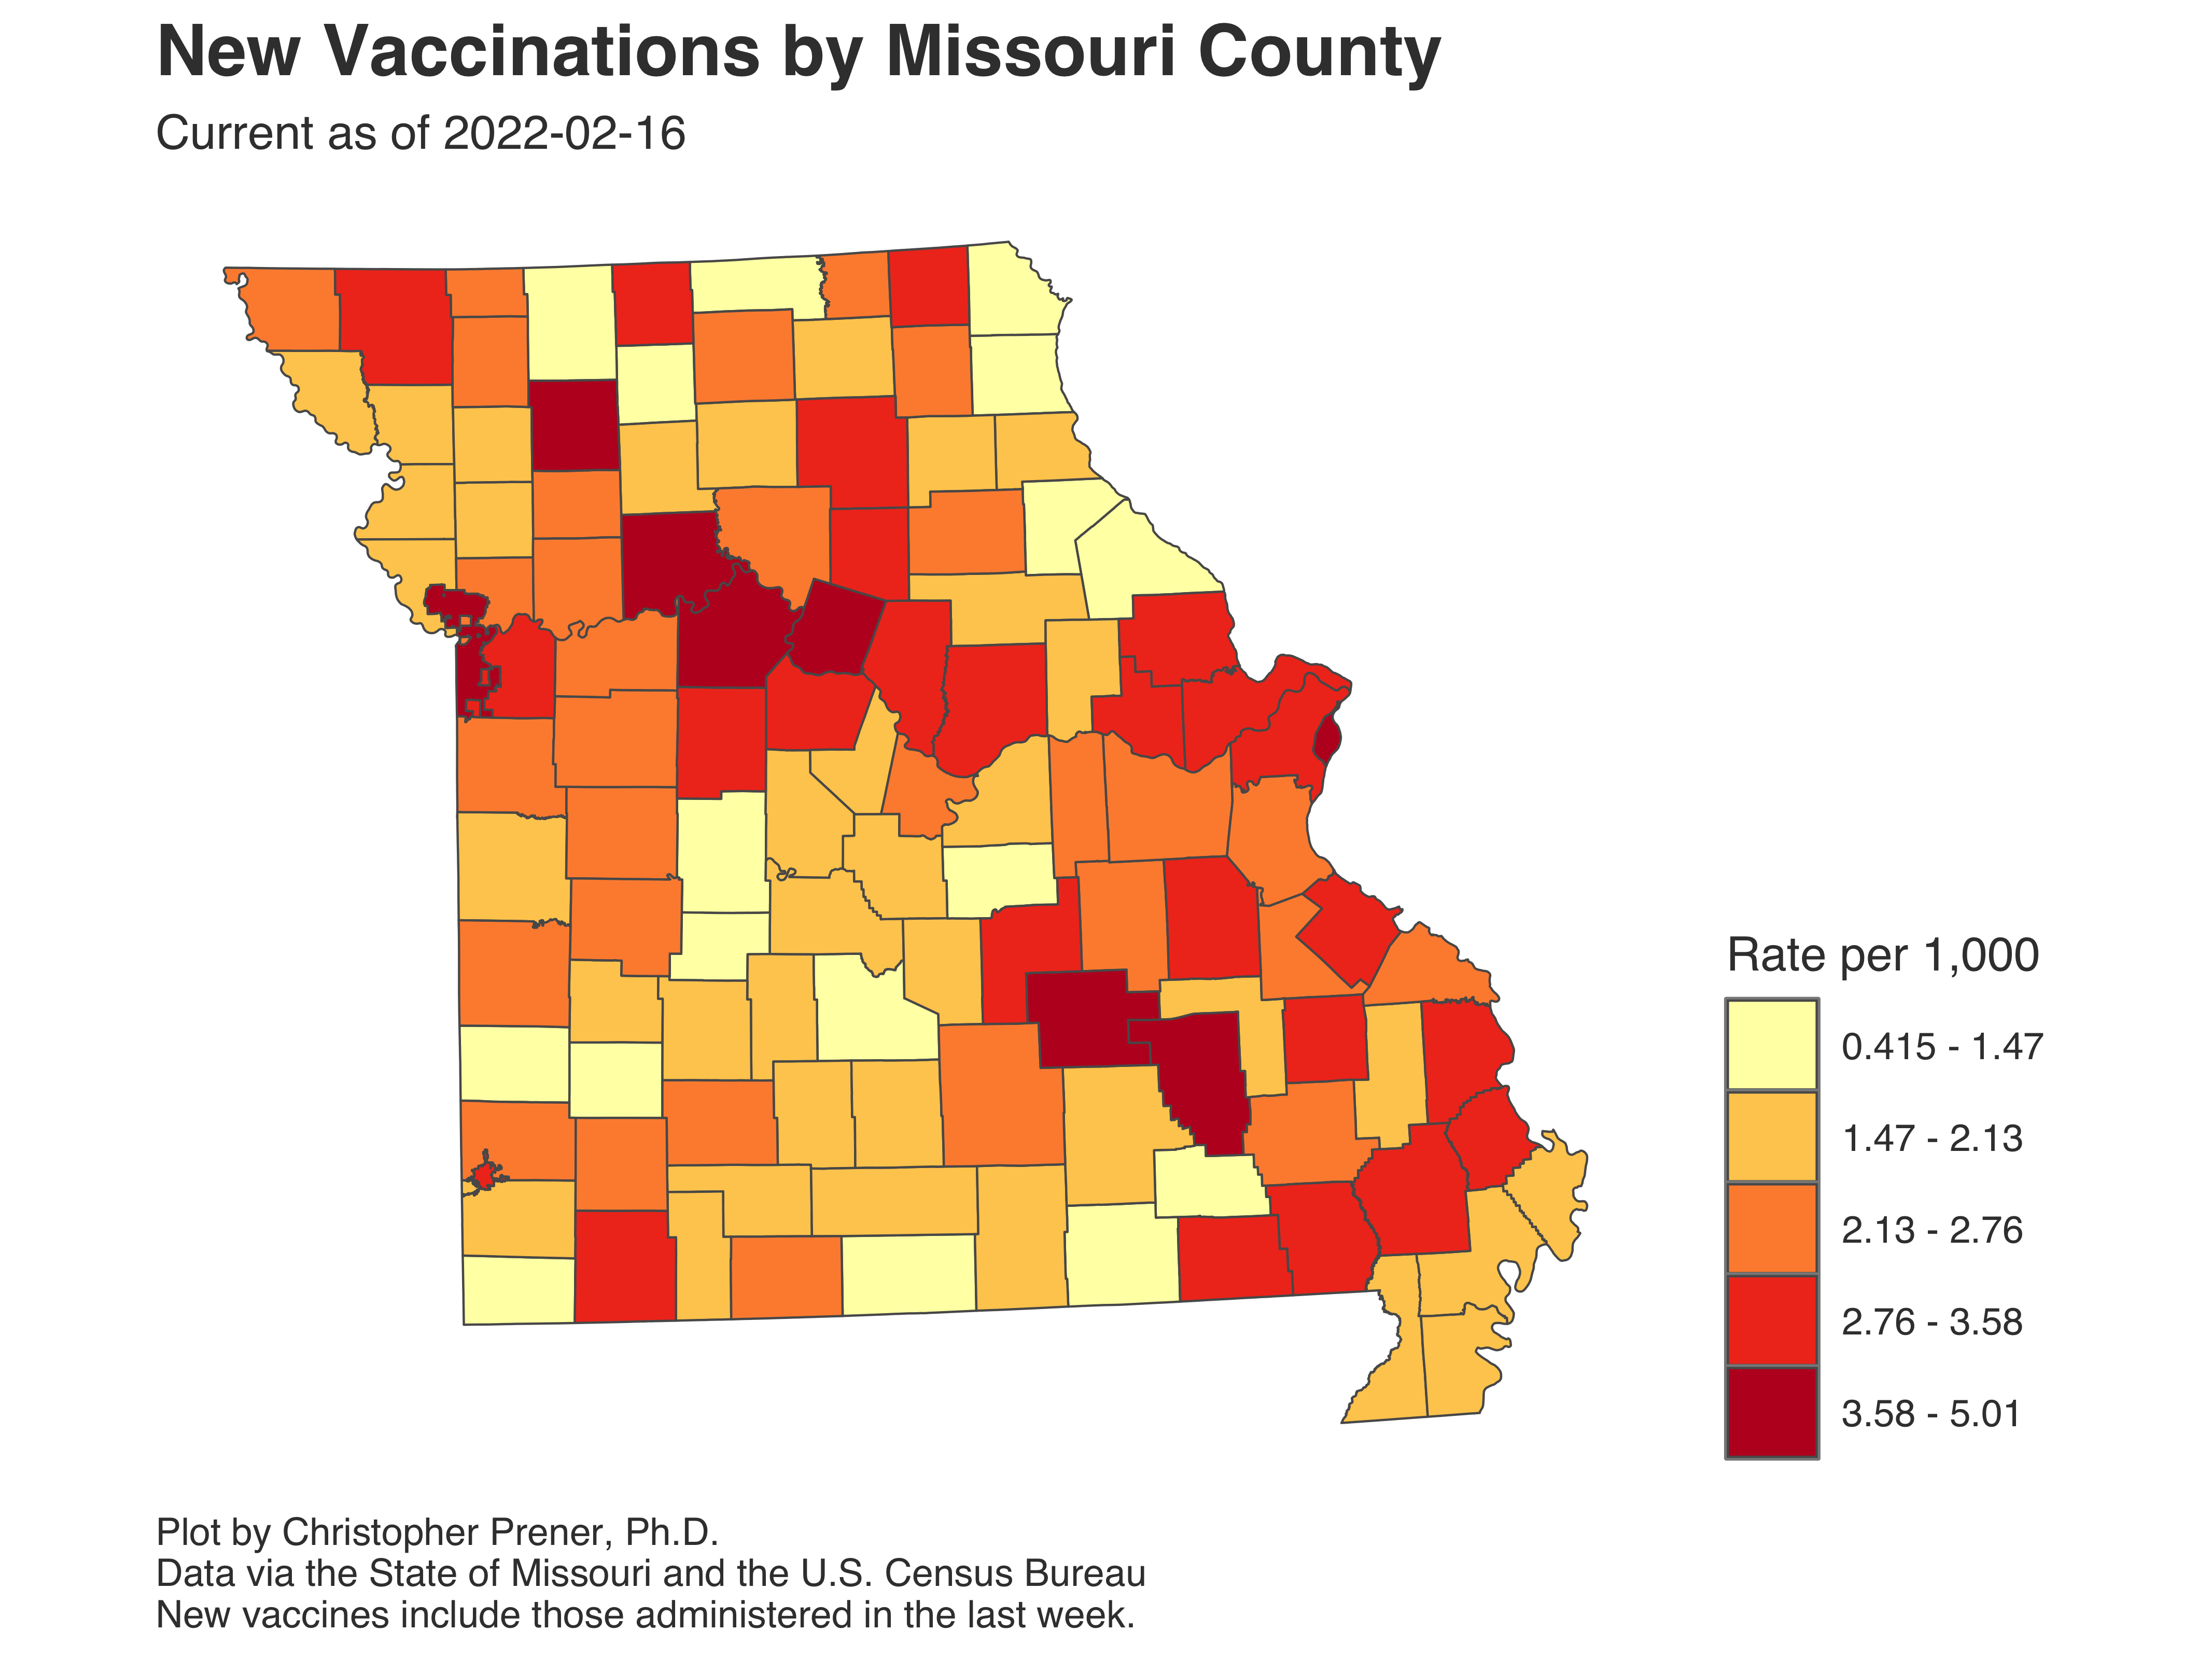 New Vaccinations by Missouri County
Current as of 2022-02-16
Rate per 1,000
0.415 - 1.47
1.47 - 2.13
2.13 - 2.76
2.76 - 3.58
3.58 - 5.01
Plot by Christopher Prener, Ph.D.
Data via the State of Missouri and the U.S. Census Bureau
New vaccines include those administered in the last week.